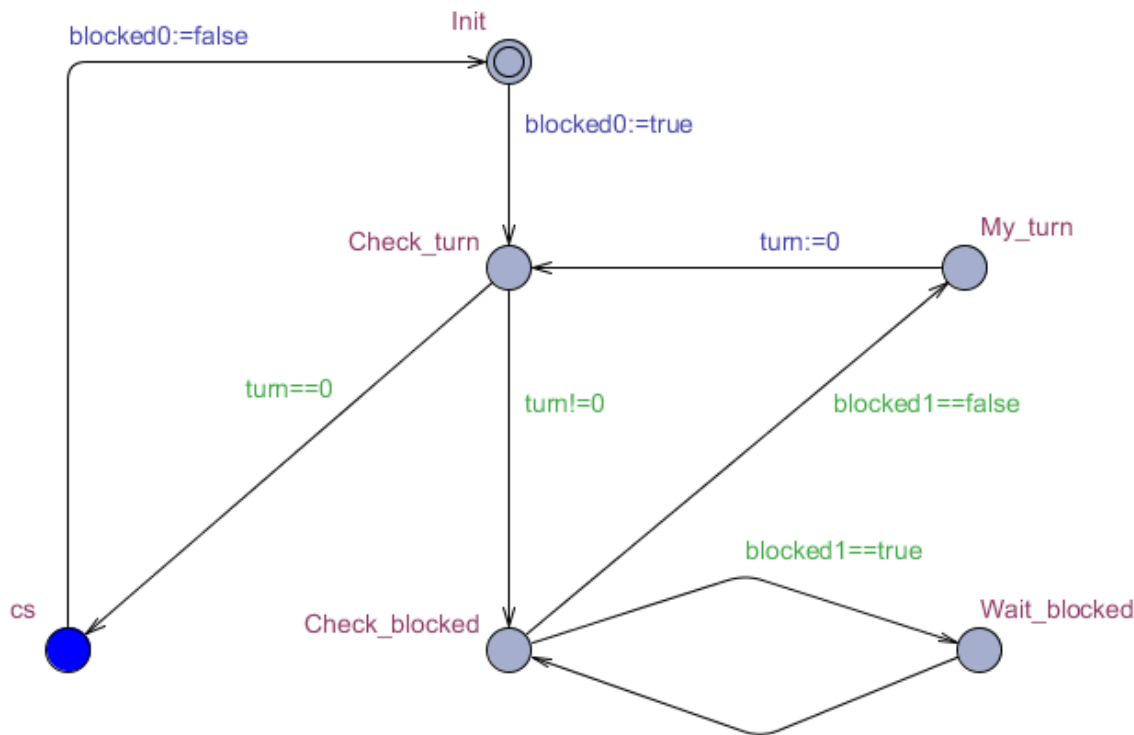 Init
blocked0:=false
blocked0:=true
Check_turn
My_turn
turn:=0
turn==0
turn!=0
blocked1==false
blocked1==true
cs
Check_blocked
Wait_blocked